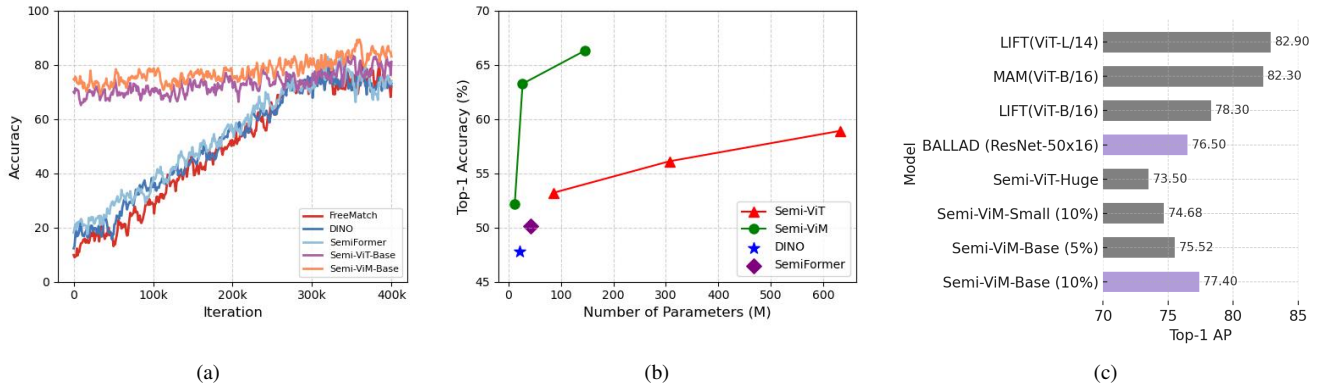 100
80
60
40
20
0
Accuracy
0
100k
200k
300k
400k
Iteration
FreeMatch
DINO
SemiFormer
Semi-ViT-Base
Semi-ViM-Base
(a)
70
65
60
55
50
45
Top-1 Accuracy (%)
0
100
200
300
400
500
600
Number of Parameters (M)
Semi-ViT
Semi-ViM
DINO
SemiFormer
(b)
Model
LIFT(ViT-L/14) 82.90
MAM(ViT-B/16) 82.30
LIFT(ViT-B/16) 78.30
BALLAD (ResNet-50x16) 76.50
Semi-ViT-Huge 73.50
Semi-ViM-Small (10%) 74.68
Semi-ViM-Base (5%) 75.52
Semi-ViM-Base (10%) 77.40
70
75
80
85
Top-1 AP
(c)